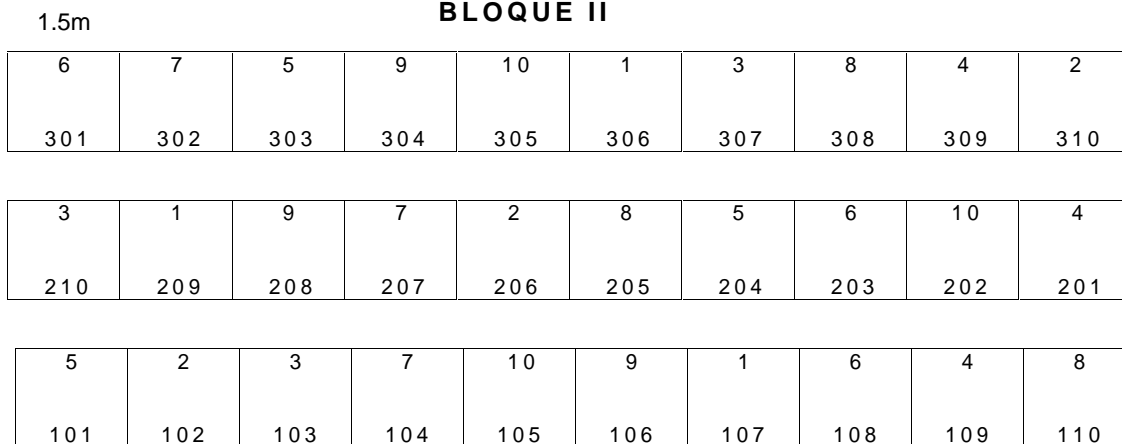 BLOQUE II
1.5m
6 7 5 9 10 1 3 8 4 2
301 302 303 304 305 306 307 308 309 310
3 1 9 7 2 8 5 6 10 4
210 209 208 207 206 205 204 203 202 201
5 2 3 7 10 9 1 6 4 8
101 102 103 104 105 106 107 108 109 110